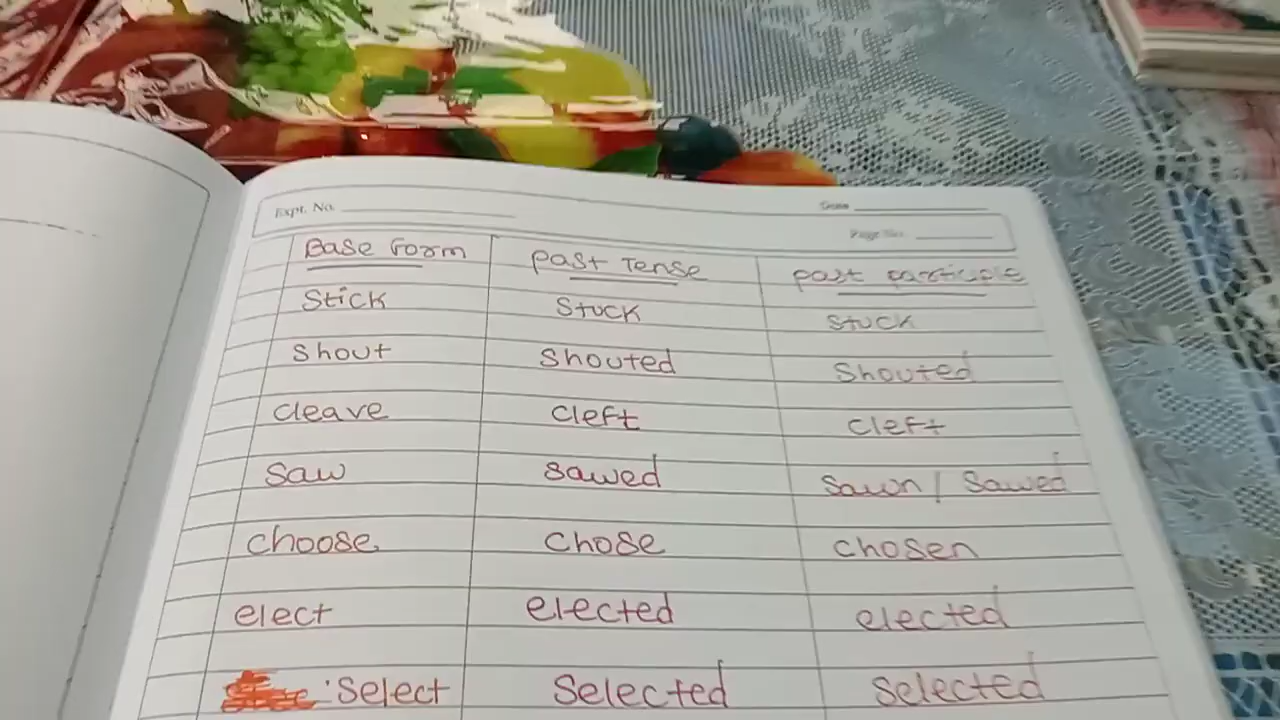 Expt. No.
Date
Page No.
Base form Past Tense Past participle
Stick Stuck Stuck
Shout Shouted Shouted
cleave cleft cleft
Saw sawed Sawn / Sawed
choose chose chosen
elect elected elected
Select Selected Selected